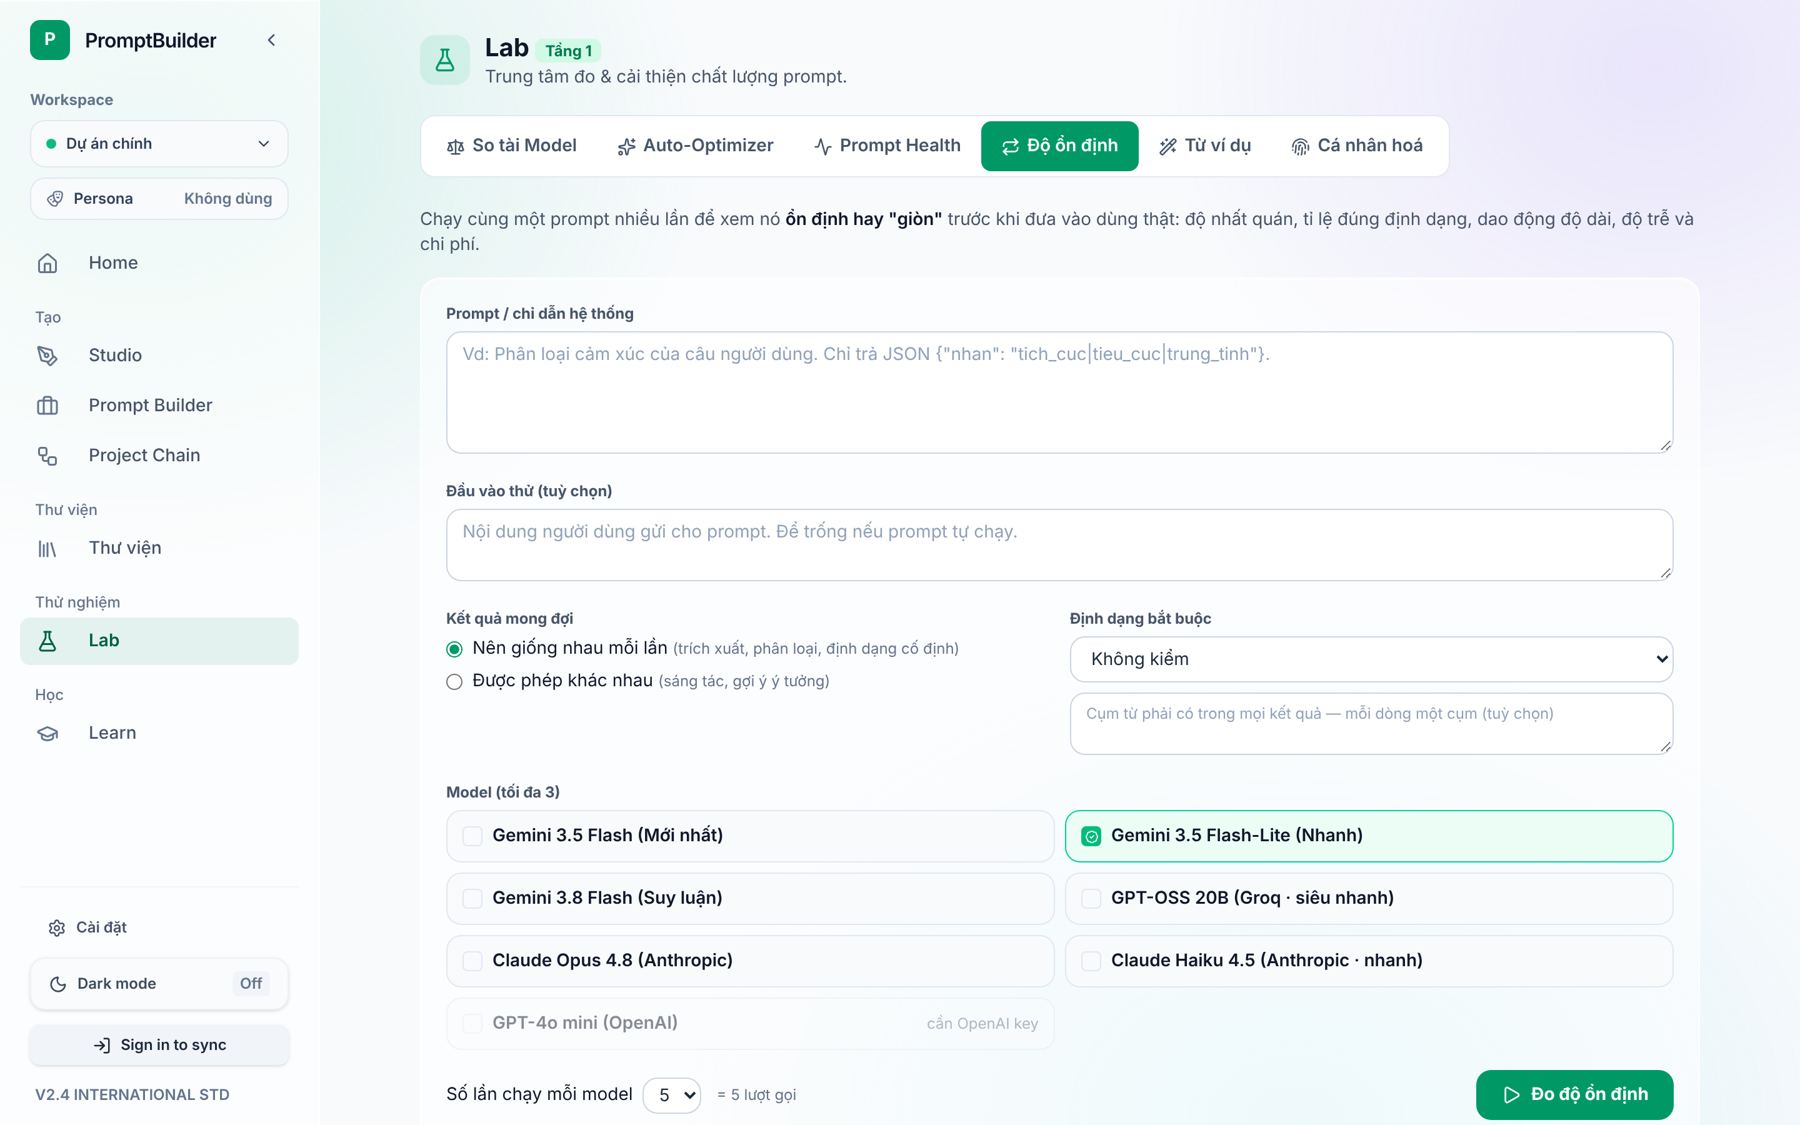 P
PromptBuilder
Workspace
Dự án chính
Persona Không dùng
Home
Tạo
Studio
Prompt Builder
Project Chain
Thư viện
Thư viện
Thử nghiệm
Lab
Học
Learn
Cài đặt
Dark mode Off
Sign in to sync
V2.4 INTERNATIONAL STD
Lab Tầng 1
Trung tâm đo & cải thiện chất lượng prompt.
So tài Model Auto-Optimizer Prompt Health Độ ổn định Từ ví dụ Cá nhân hoá
Chạy cùng một prompt nhiều lần để xem nó ổn định hay "giòn" trước khi đưa vào dùng thật: độ nhất quán, tỉ lệ đúng định dạng, dao động độ dài, độ trễ và
chi phí.
Prompt / chỉ dẫn hệ thống
Vd: Phân loại cảm xúc của câu người dùng. Chỉ trả JSON {"nhan": "tich_cuc|tieu_cuc|trung_tinh"}.
Đầu vào thử (tuỳ chọn)
Nội dung người dùng gửi cho prompt. Để trống nếu prompt tự chạy.
Kết quả mong đợi
Nên giống nhau mỗi lần (trích xuất, phân loại, định dạng cố định)
Được phép khác nhau (sáng tác, gợi ý ý tưởng)
Định dạng bắt buộc
Không kiểm
Cụm từ phải có trong mọi kết quả — mỗi dòng một cụm (tuỳ chọn)
Model (tối đa 3)
Gemini 3.5 Flash (Mới nhất)
Gemini 3.5 Flash-Lite (Nhanh)
Gemini 3.8 Flash (Suy luận)
GPT-OSS 20B (Groq · siêu nhanh)
Claude Opus 4.8 (Anthropic)
Claude Haiku 4.5 (Anthropic · nhanh)
GPT-4o mini (OpenAI) cần OpenAI key
Số lần chạy mỗi model 5 = 5 lượt gọi
Đo độ ổn định